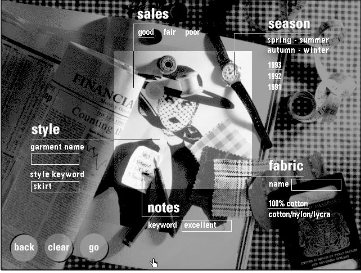 sales
good fair poor
season
spring - summer
autumn - winter
1993
1992
1991
FINANCIA
Counting
style
garment name
style keyword
skirt
fabric
name
100% cotton
cotton/nylon/lycra
notes
keyword excellent
back clear go